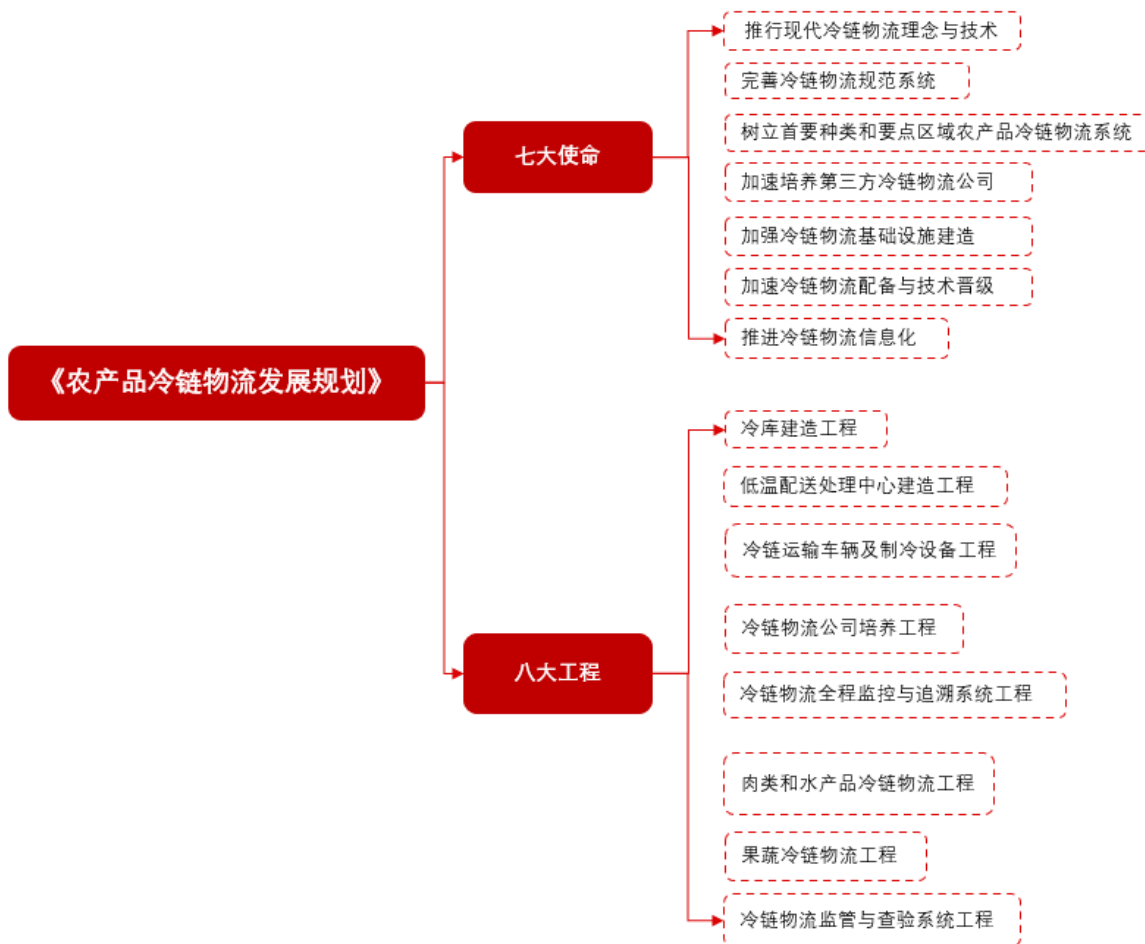 《农产品冷链物流发展规划》
七大使命
推行现代冷链物流理念与技术
完善冷链物流规范系统
树立首要种类和要点区域农产品冷链物流系统
加速培养第三方冷链物流公司
加强冷链物流基础设施建造
加速冷链物流配备与技术晋级
推进冷链物流信息化
八大工程
冷库建造工程
低温配送处理中心建造工程
冷链运输车辆及制冷设备工程
冷链物流公司培养工程
冷链物流全程监控与追溯系统工程
肉类和水产品冷链物流工程
果蔬冷链物流工程
冷链物流监管与查验系统工程